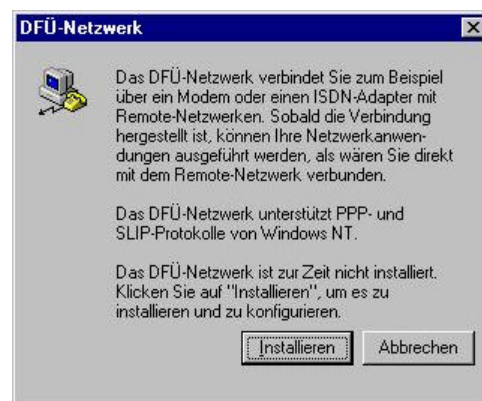 DFÜ-Netzwerk
Das DFÜ-Netzwerk verbindet Sie zum Beispiel
über ein Modem oder einen ISDN-Adapter mit
Remote-Netzwerken. Sobald die Verbindung
hergestellt ist, können Ihre Netzwerkanwen-
dungen ausgeführt werden, als wären Sie direkt
mit dem Remote-Netzwerk verbunden.
Das DFÜ-Netzwerk unterstützt PPP- und
SLIP-Protokolle von Windows NT.
Das DFÜ-Netzwerk ist zur Zeit nicht installiert.
Klicken Sie auf "Installieren", um es zu
installieren und zu konfigurieren.
Installieren Abbrechen